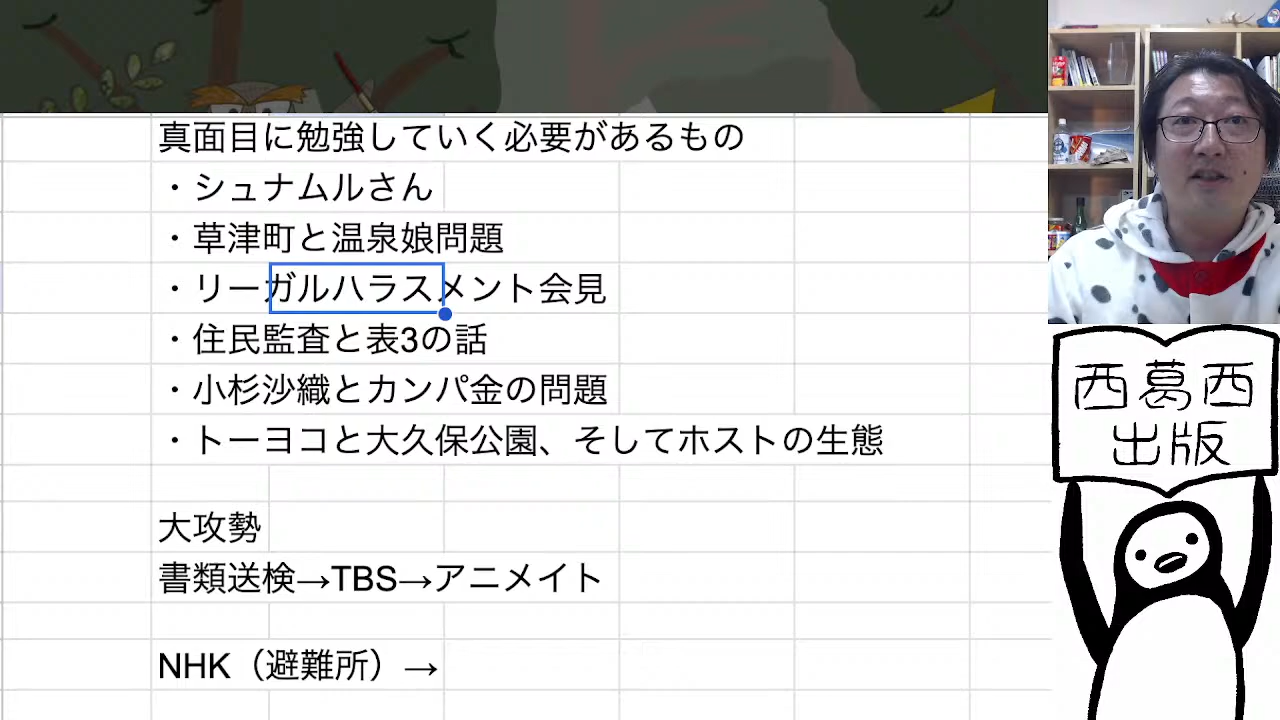 真面目に勉強していく必要があるもの
・シュナムルさん
・草津町と温泉娘問題
・リーガルハラスメント会見
・住民監査と表3の話
・小杉沙織とカンパ金の問題
・トーヨコと大久保公園、そしてホストの生態
大攻勢
書類送検→TBS→アニメイト
NHK（避難所）→
西葛西
出版